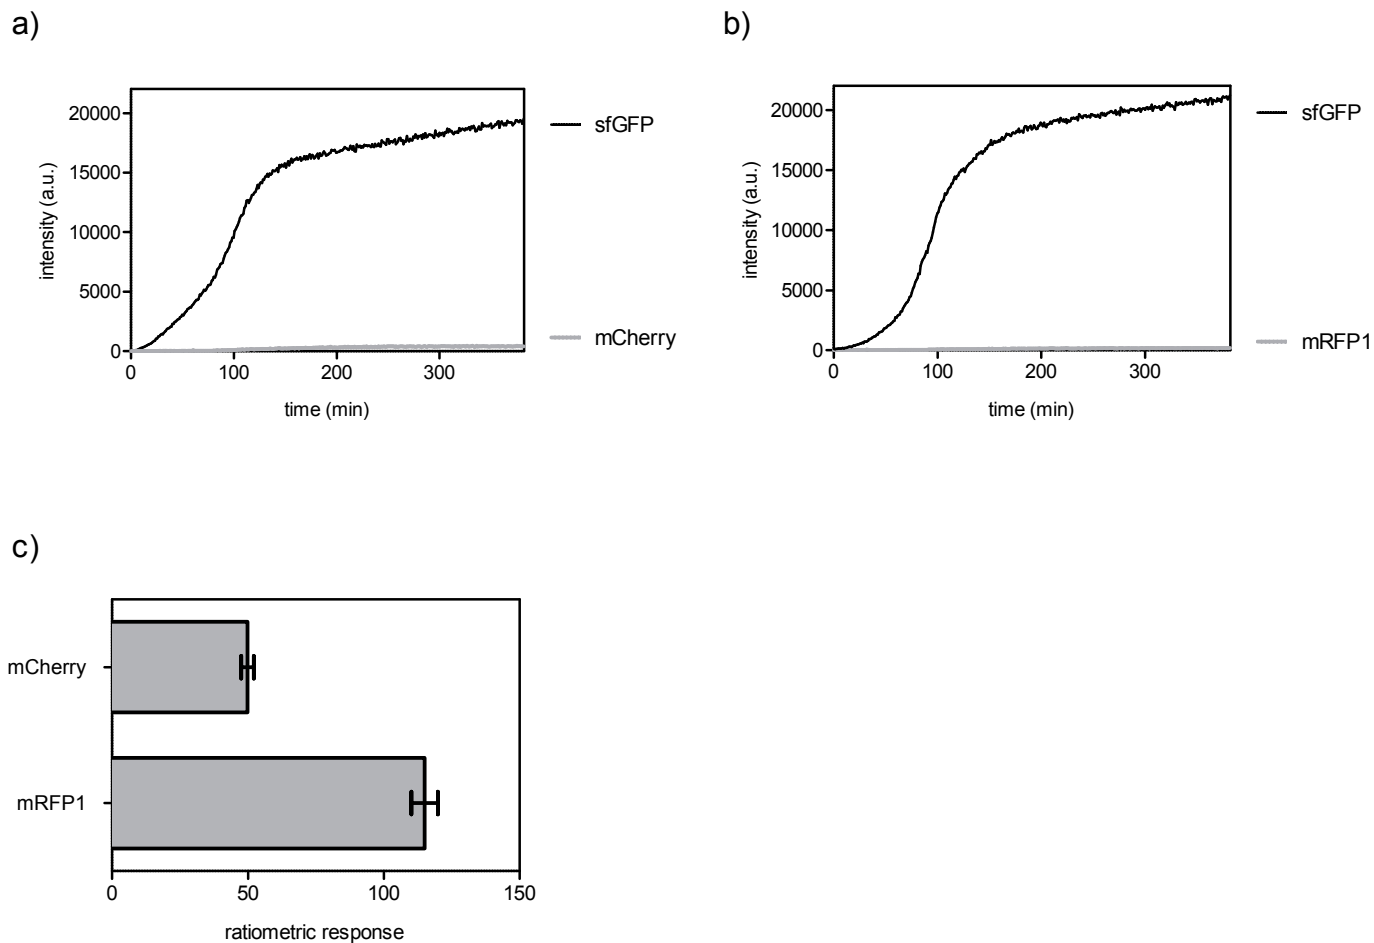 a)
20000
15000
10000
5000
0
intensity (a.u.)
0 100 200 300
time (min)
sfGFP
mCherry
b)
20000
15000
10000
5000
0
intensity (a.u.)
0 100 200 300
time (min)
sfGFP
mRFP1
c)
mCherry
mRFP1
0 50 100 150
ratiometric response